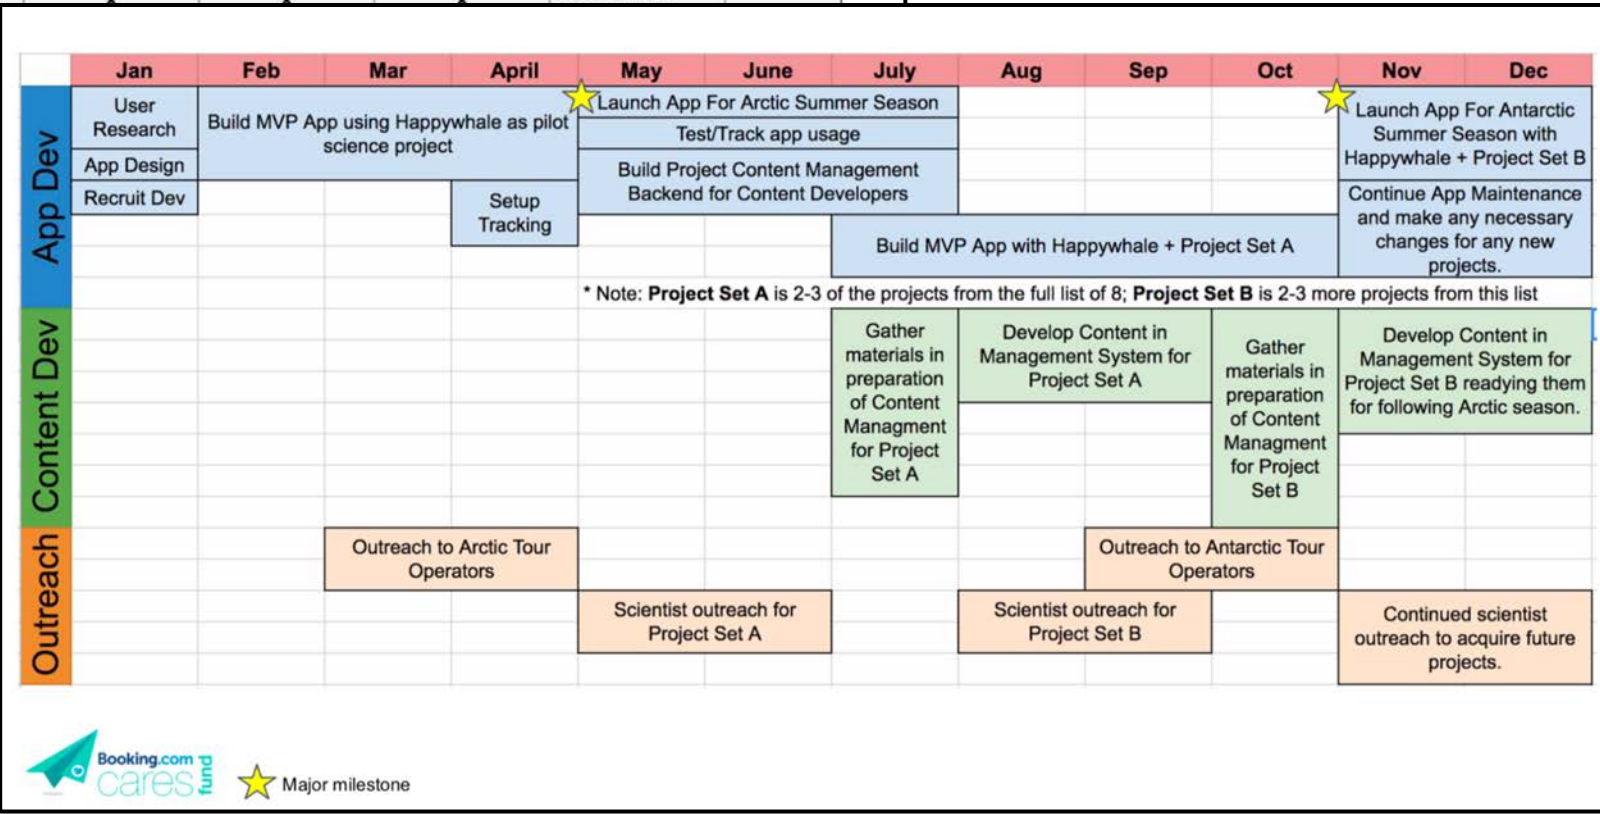 Jan Feb Mar April May June July Aug Sep Oct Nov Dec
App Dev
User
Research
App Design
Recruit Dev
Build MVP App using Happywhale as pilot
science project
Setup
Tracking
Launch App For Arctic Summer Season
Test/Track app usage
Build Project Content Management
Backend for Content Developers
Build MVP App with Happywhale + Project Set A
Launch App For Antarctic
Summer Season with
Happywhale + Project Set B
Continue App Maintenance
and make any necessary
changes for any new
projects.
* Note: Project Set A is 2-3 of the projects from the full list of 8; Project Set B is 2-3 more projects from this list
Content Dev
Gather
materials in
preparation
of Content
Managment
for Project
Set A
Develop Content in
Management System for
Project Set A
Gather
materials in
preparation
of Content
Managment
for Project
Set B
Develop Content in
Management System for
Project Set B readying them
for following Arctic season.
Outreach
Outreach to Arctic Tour
Operators
Outreach to Antarctic Tour
Operators
Scientist outreach for
Project Set A
Scientist outreach for
Project Set B
Continued scientist
outreach to acquire future
projects.
Booking.com
cares
fund
Major milestone